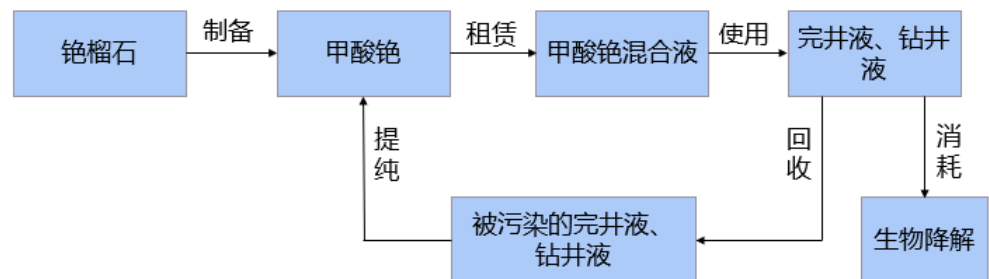 铯榴石
制备
甲酸铯
租赁
甲酸铯混合液
使用
完井液、钻井
液
提
纯
回
收
消
耗
被污染的完井液、
钻井液
生物降解